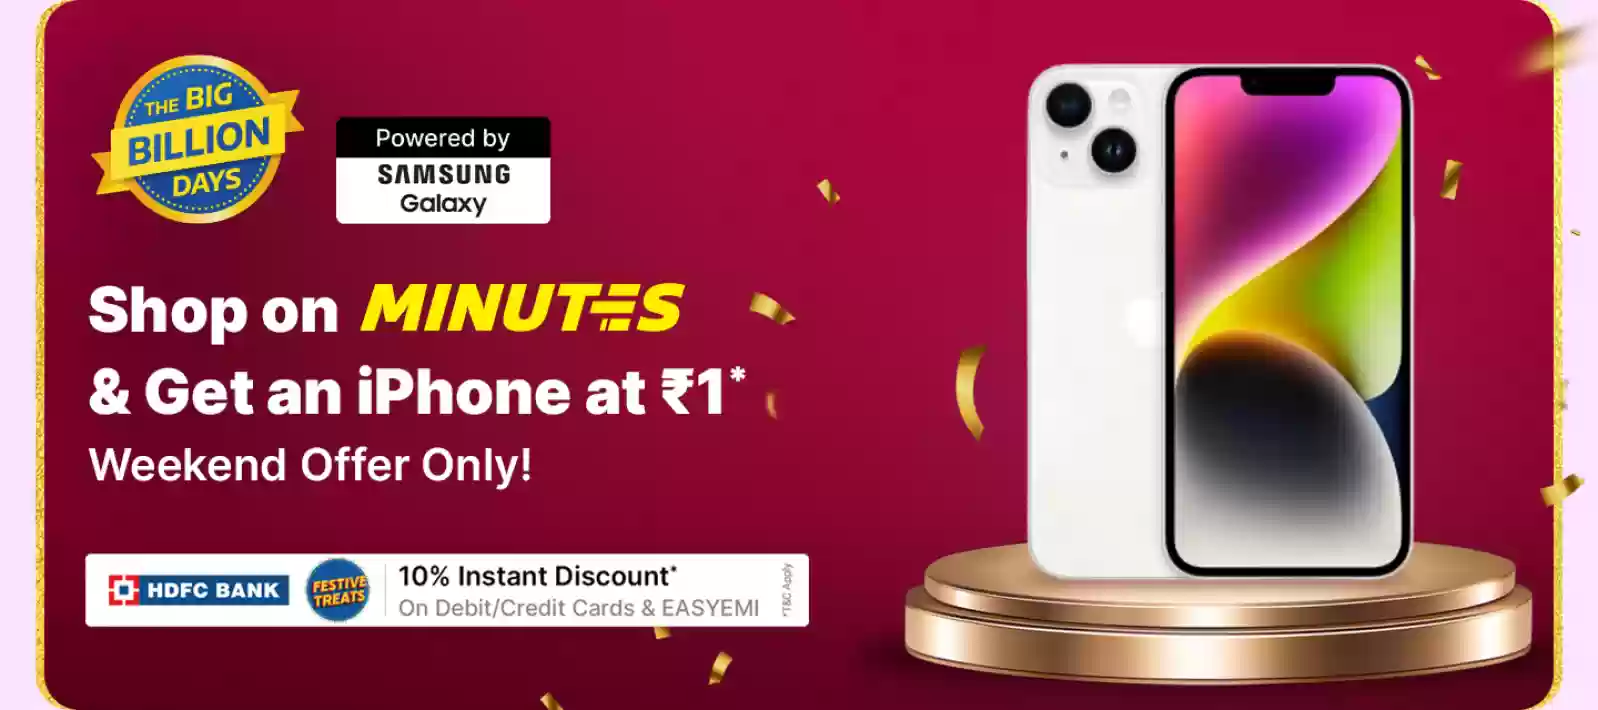 THE BIG
BILLION
DAYS
Powered by
SAMSUNG
Galaxy
Shop on MINUTES
& Get an iPhone at ₹1*
Weekend Offer Only!
HDFC BANK
FESTIVE
TREATS
10% Instant Discount*
On Debit/Credit Cards & EASYEMI
*T&C Apply